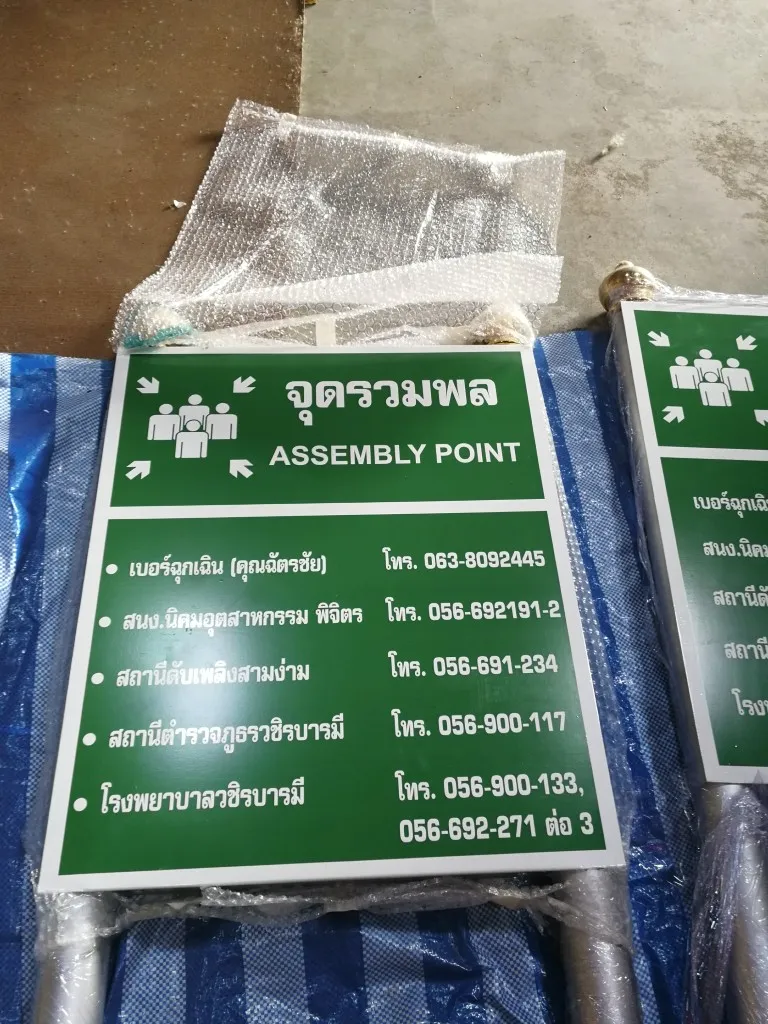 จุดรวมพล
ASSEMBLY POINT
• เบอร์ฉุกเฉิน (คุณฉัตรชัย) โทร. 063-8092445
• สนง.นิคมอุตสาหกรรม พิจิตร โทร. 056-692191-2
• สถานีดับเพลิงสามง่าม โทร. 056-691-234
• สถานีตำรวจภูธรวชิรบารมี โทร. 056-900-117
• โรงพยาบาลวชิรบารมี โทร. 056-900-133,
056-692-271 ต่อ 3
เบอร์ฉุกเฉิ
สนง.นิคม
สถานีดั
สถานี
โรงพ